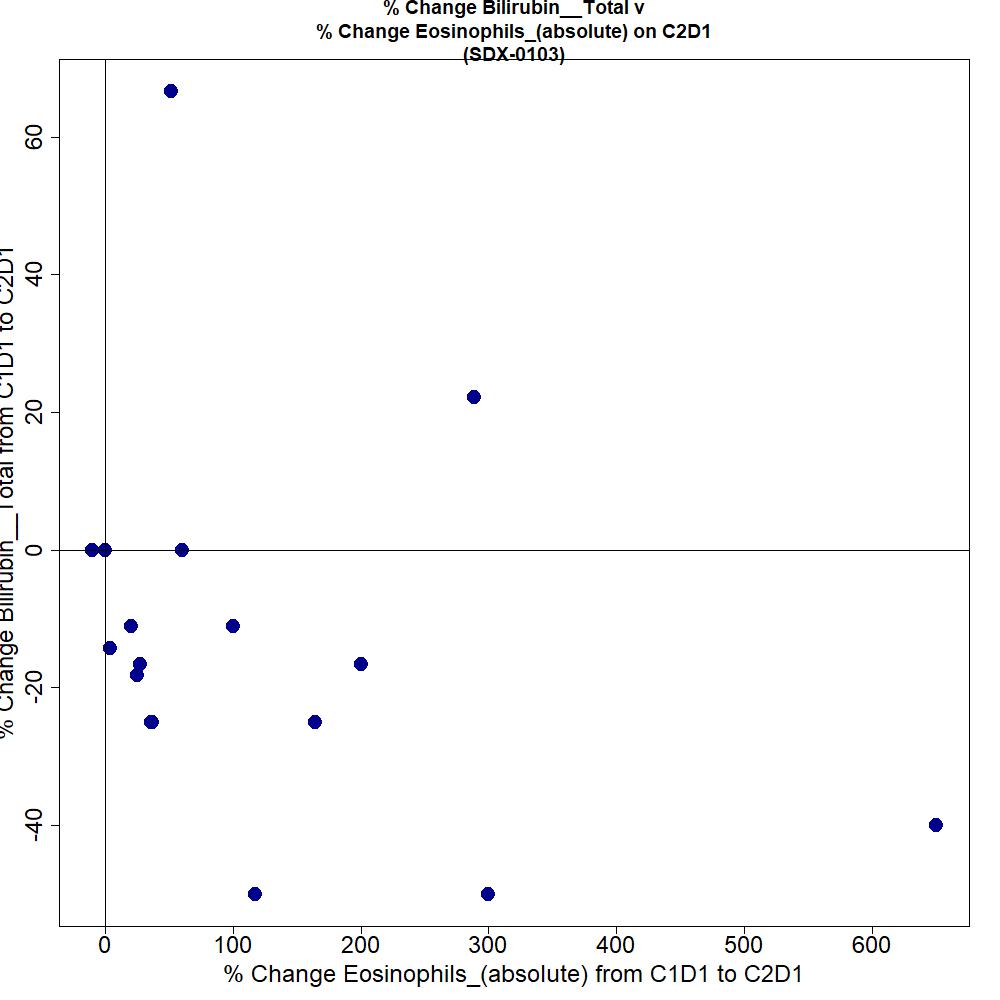 % Change Bilirubin__Total v
% Change Eosinophils_(absolute) on C2D1
(SDX-0103)
% Change Bilirubin__Total from C1D1 to C2D1
60
40
20
0
-20
-40
0 100 200 300 400 500 600
% Change Eosinophils_(absolute) from C1D1 to C2D1